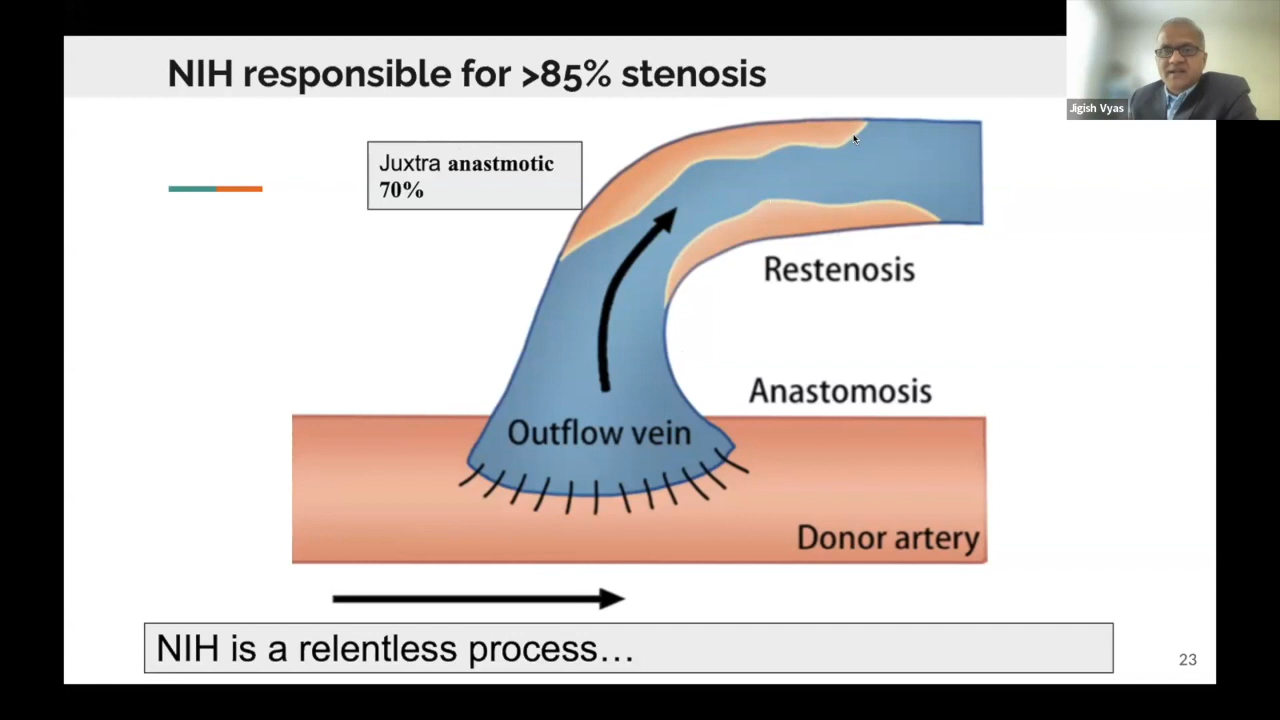 NIH responsible for >85% stenosis
Jigish Vyas
Juxtra anastmotic
70%
Restenosis
Anastomosis
Outflow vein
Donor artery
NIH is a relentless process…
23